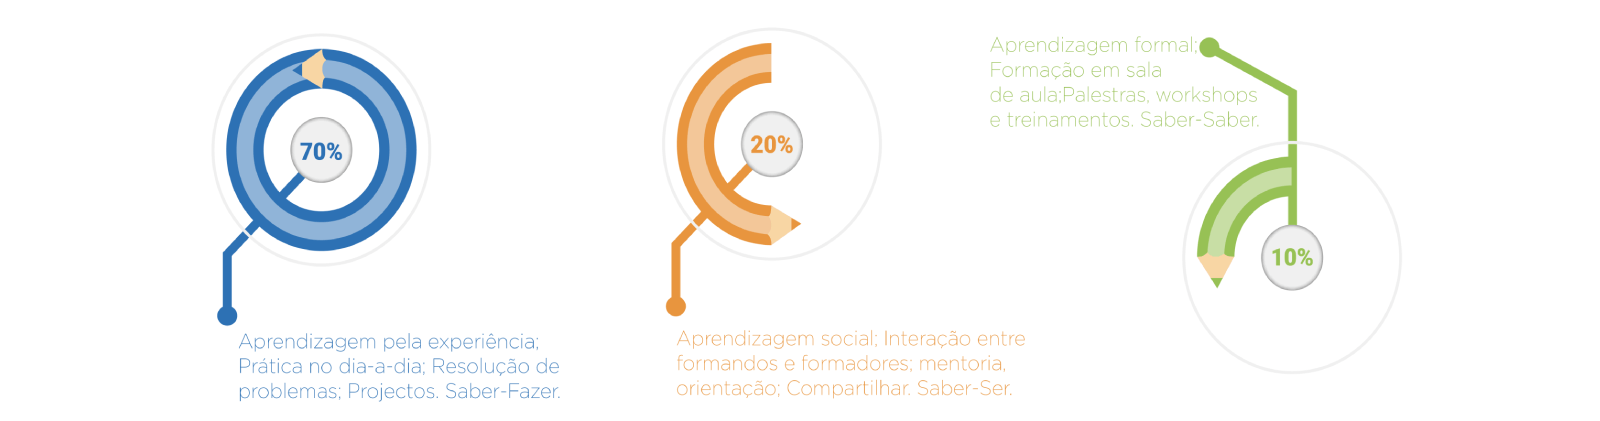 70%
Aprendizagem pela experiência;
Prática no dia-a-dia; Resolução de
problemas; Projectos. Saber-Fazer.
20%
Aprendizagem social; Interação entre
formandos e formadores; mentoria,
orientação; Compartilhar. Saber-Ser.
Aprendizagem formal;
Formação em sala
de aula;Palestras, workshops
e treinamentos. Saber-Saber.
10%